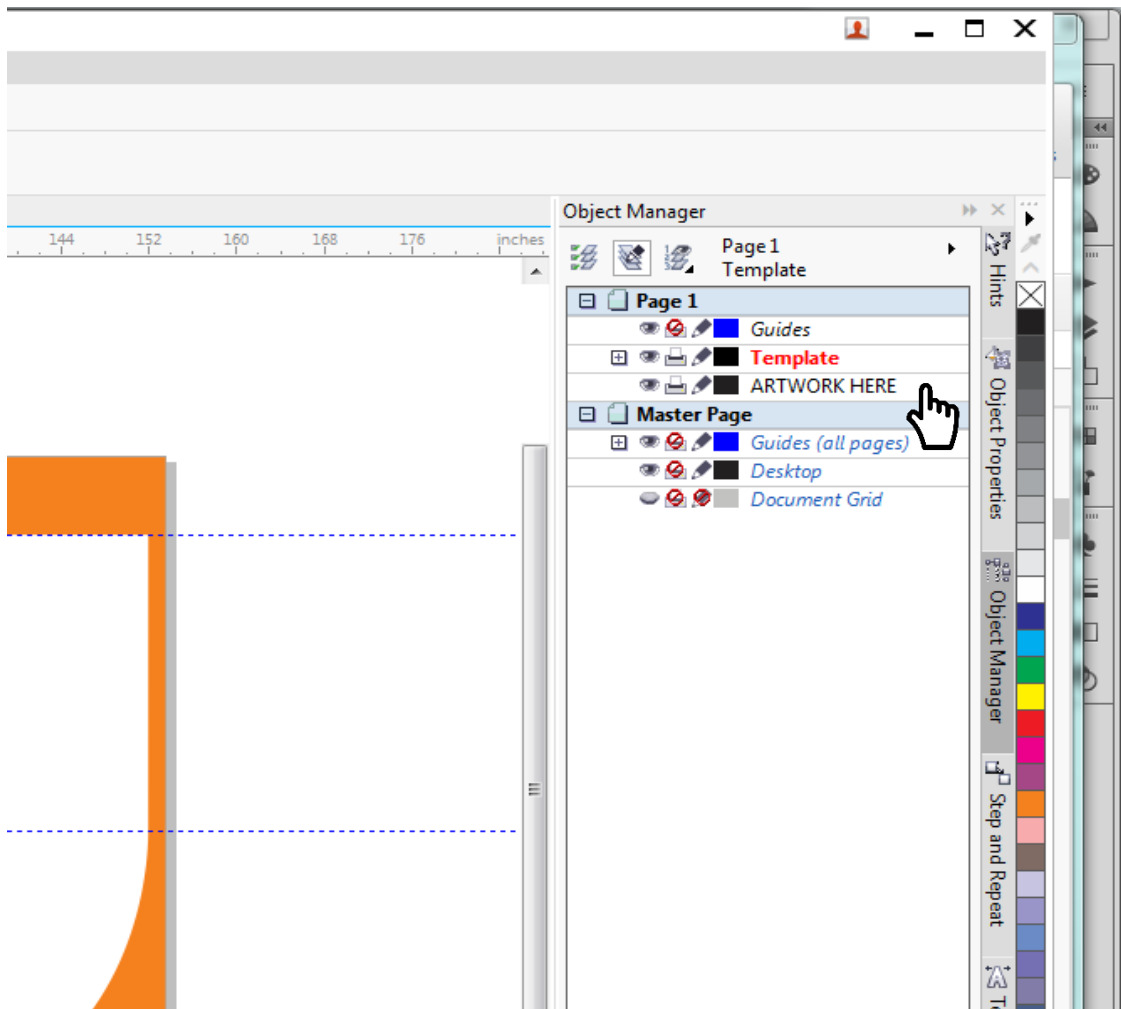 Object Manager
144 152 160 168 176 inches
Page 1
Template
Page 1
Guides
Template
ARTWORK HERE
Master Page
Guides (all pages)
Desktop
Document Grid
Hints
Object Properties
Object Manager
Step and Repeat